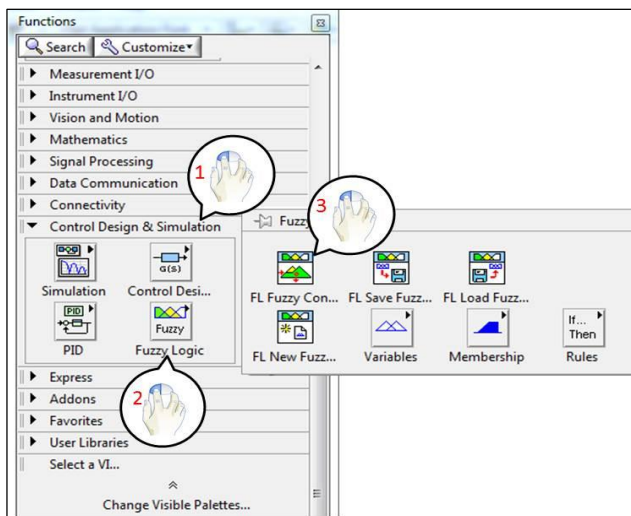 Functions
Search Customize
Measurement I/O
Instrument I/O
Vision and Motion
Mathematics
Signal Processing
Data Communication
Connectivity
Control Design & Simulation
Simulation Control Desi...
G(s)
PID
PID Fuzzy Logic
Fuzzy
Express
Addons
Favorites
User Libraries
Select a VI...
Change Visible Palettes...
1
2
3
Fuzzy
FL Fuzzy Con... FL Save Fuzz... FL Load Fuzz...
If...
Then
FL New Fuzz... Variables Membership Rules